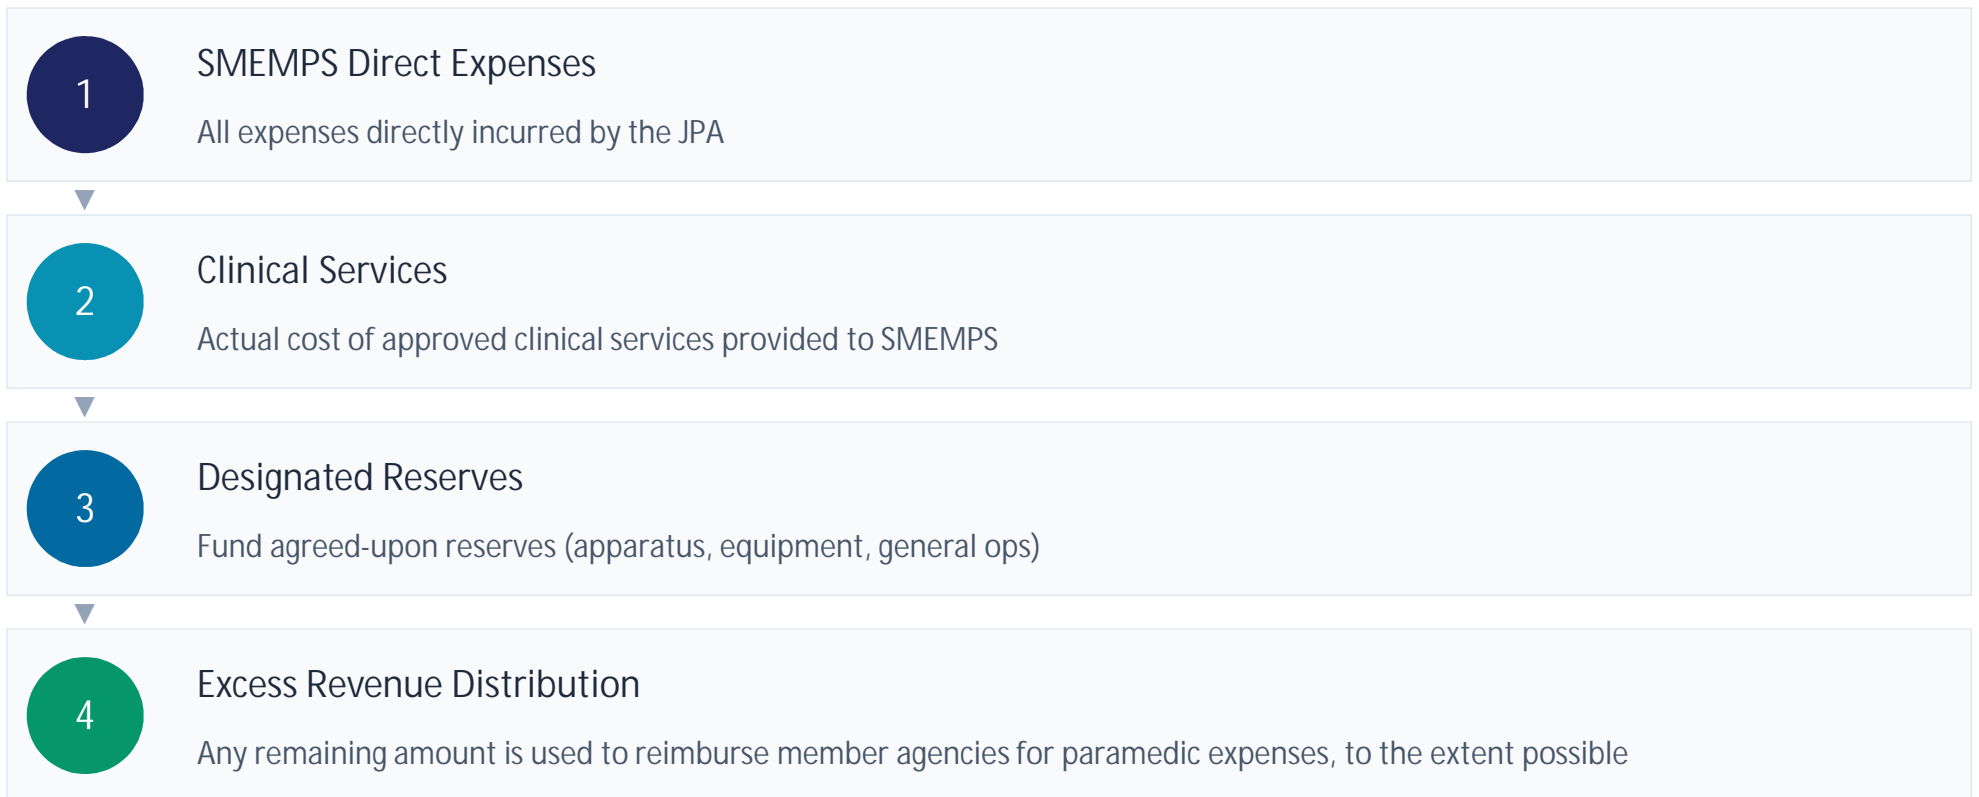 1
SMEMPS Direct Expenses
All expenses directly incurred by the JPA
2
Clinical Services
Actual cost of approved clinical services provided to SMEMPS
3
Designated Reserves
Fund agreed-upon reserves (apparatus, equipment, general ops)
4
Excess Revenue Distribution
Any remaining amount is used to reimburse member agencies for paramedic expenses, to the extent possible